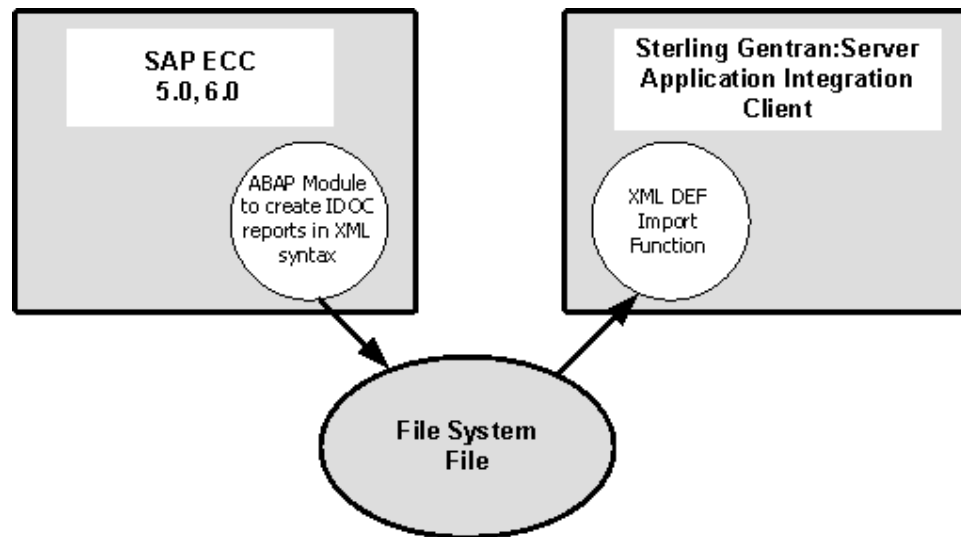 SAP ECC
5.0, 6.0
ABAP Module
to create IDOC
reports in XML
syntax
Sterling Gentran:Server
Application Integration
Client
XML DEF
Import
Function
File System
File